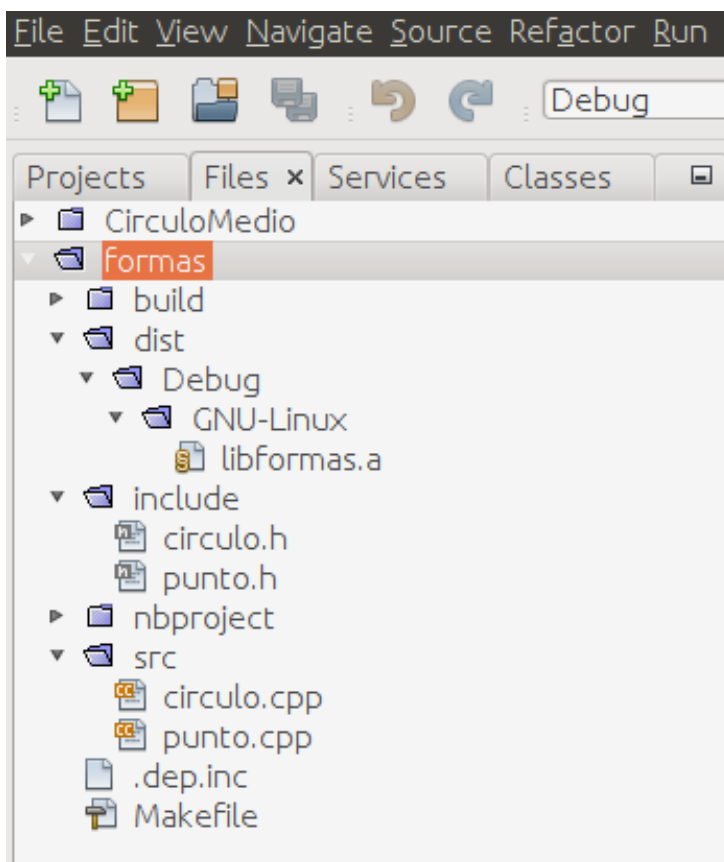 File Edit View Navigate Source Refactor Run
Debug
Projects Files × Services Classes
CirculoMedio
formas
build
dist
Debug
GNU-Linux
libformas.a
include
circulo.h
punto.h
nbproject
src
circulo.cpp
punto.cpp
.dep.inc
Makefile